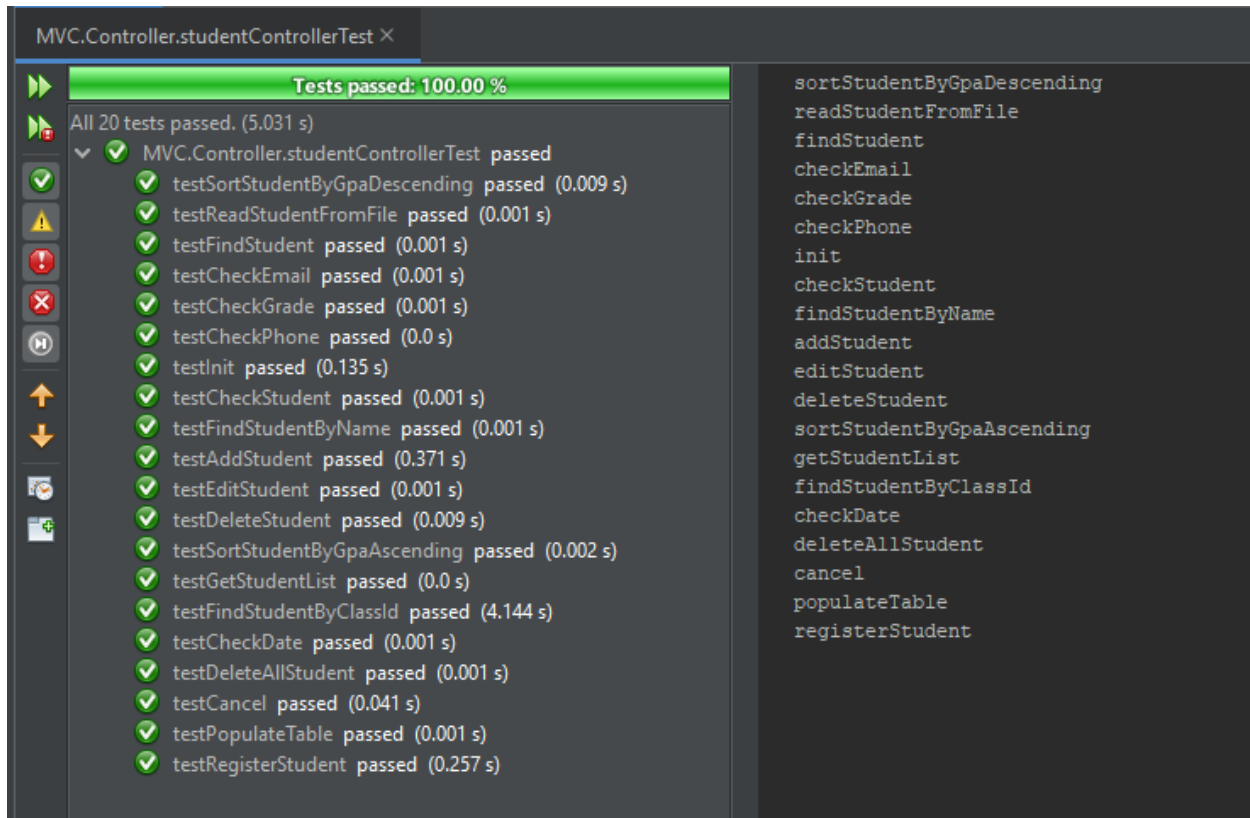 MVC.Controller.studentControllerTest ×
Tests passed: 100.00 %
All 20 tests passed. (5.031 s)
MVC.Controller.studentControllerTest passed
testSortStudentByGpaDescending passed (0.009 s)
testReadStudentFromFile passed (0.001 s)
testFindStudent passed (0.001 s)
testCheckEmail passed (0.001 s)
testCheckGrade passed (0.001 s)
testCheckPhone passed (0.0 s)
testInit passed (0.135 s)
testCheckStudent passed (0.001 s)
testFindStudentByName passed (0.001 s)
testAddStudent passed (0.371 s)
testEditStudent passed (0.001 s)
testDeleteStudent passed (0.009 s)
testSortStudentByGpaAscending passed (0.002 s)
testGetStudentList passed (0.0 s)
testFindStudentByClassId passed (4.144 s)
testCheckDate passed (0.001 s)
testDeleteAllStudent passed (0.001 s)
testCancel passed (0.041 s)
testPopulateTable passed (0.001 s)
testRegisterStudent passed (0.257 s)
sortStudentByGpaDescending
readStudentFromFile
findStudent
checkEmail
checkGrade
checkPhone
init
checkStudent
findStudentByName
addStudent
editStudent
deleteStudent
sortStudentByGpaAscending
getStudentList
findStudentByClassId
checkDate
deleteAllStudent
cancel
populateTable
registerStudent